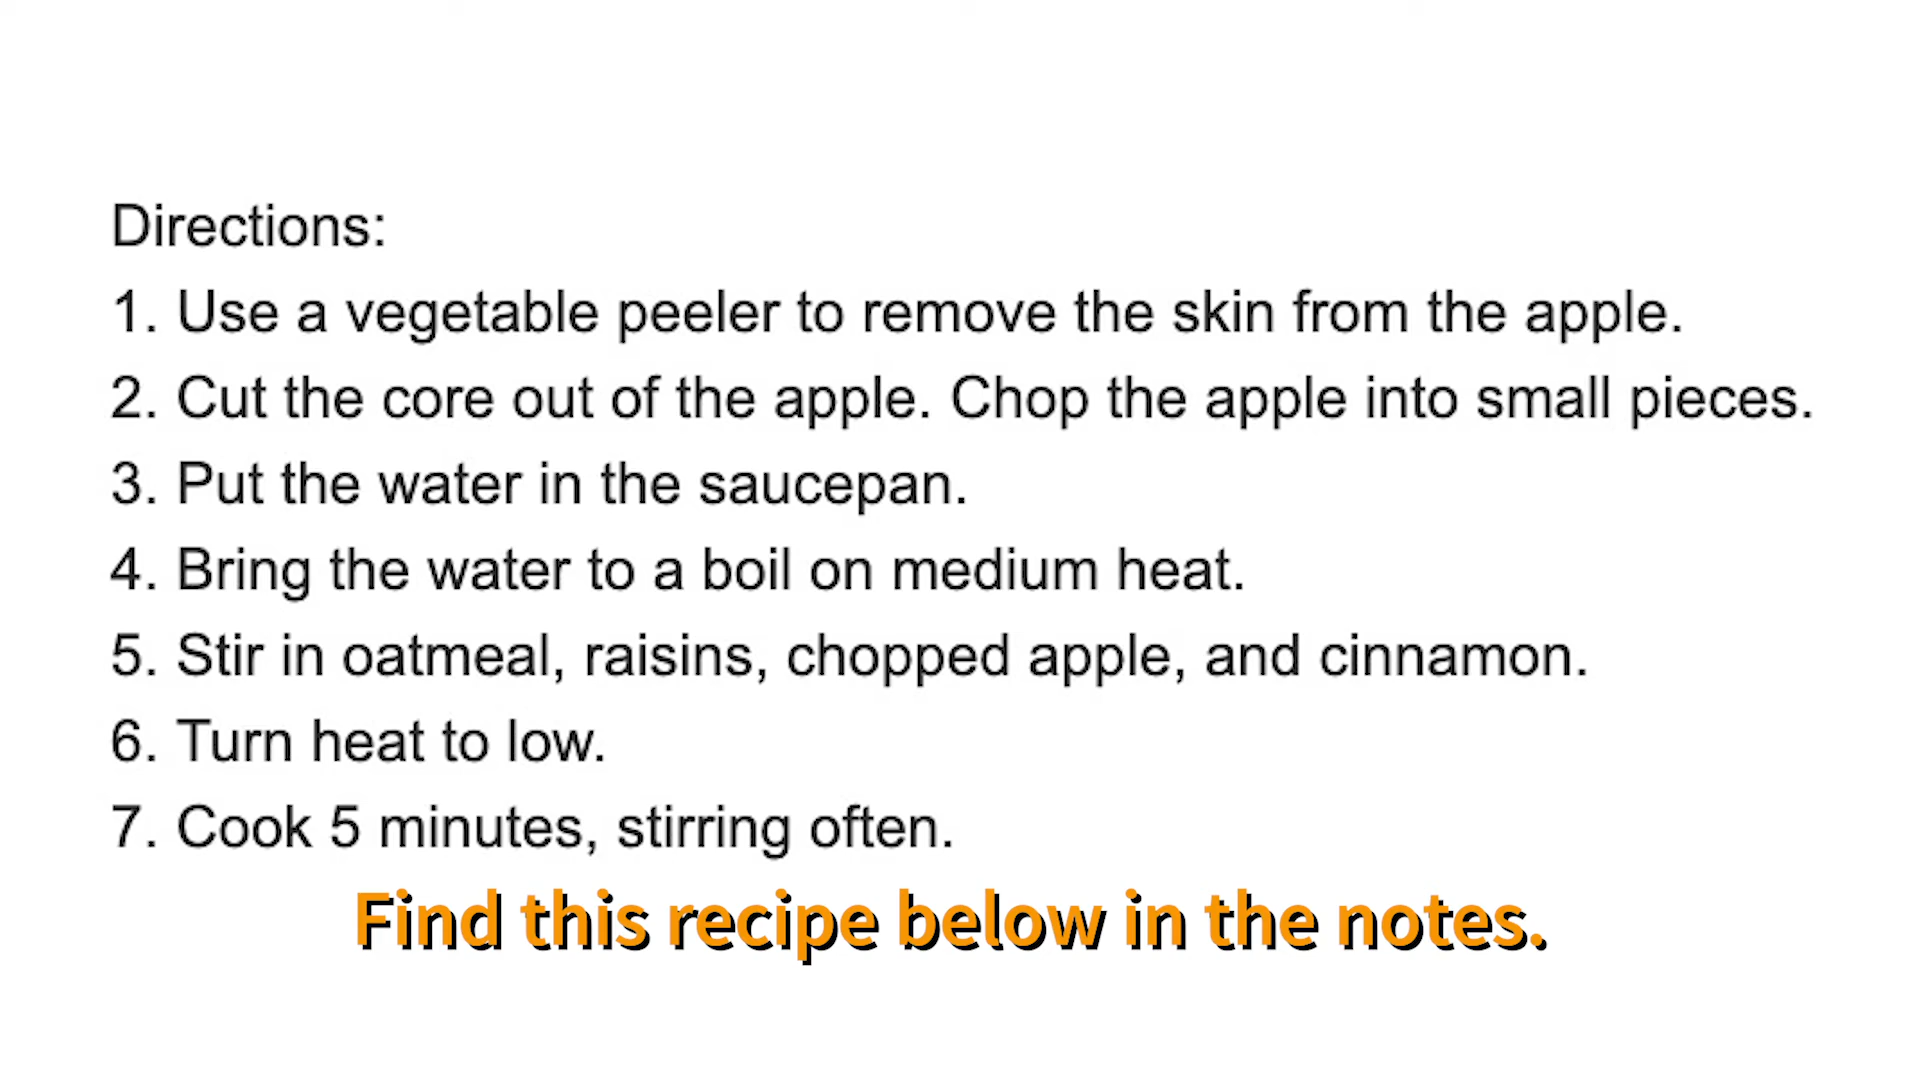 Directions:
1. Use a vegetable peeler to remove the skin from the apple.
2. Cut the core out of the apple. Chop the apple into small pieces.
3. Put the water in the saucepan.
4. Bring the water to a boil on medium heat.
5. Stir in oatmeal, raisins, chopped apple, and cinnamon.
6. Turn heat to low.
7. Cook 5 minutes, stirring often.
Find this recipe below in the notes.